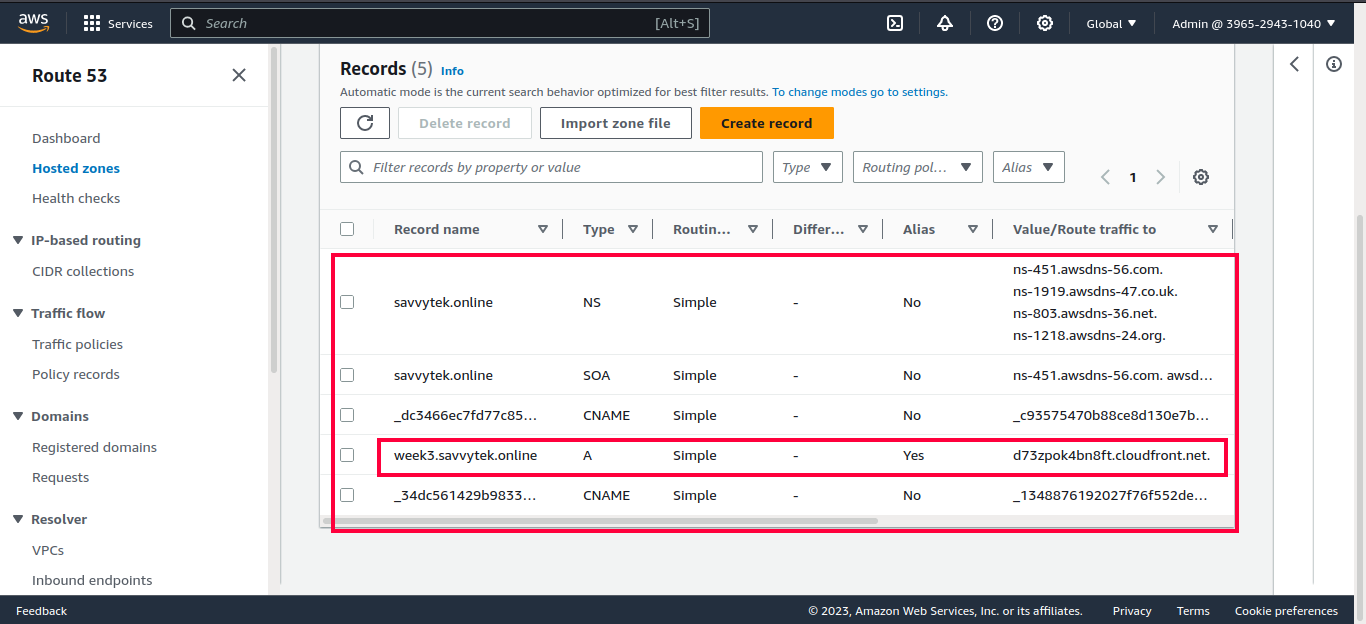 aws Services Search [Alt+S] Global Admin @ 3965-2943-1040
Route 53
Dashboard
Hosted zones
Health checks
IP-based routing
CIDR collections
Traffic flow
Traffic policies
Policy records
Domains
Registered domains
Requests
Resolver
VPCs
Inbound endpoints
Records (5) Info
Automatic mode is the current search behavior optimized for best filter results. To change modes go to settings.
Delete record Import zone file Create record
Filter records by property or value Type Routing pol... Alias 1
Record name Type Routin... Differ... Alias Value/Route traffic to
ns-451.awsdns-56.com.
ns-1919.awsdns-47.co.uk.
savvytek.online NS Simple - No
ns-803.awsdns-36.net.
ns-1218.awsdns-24.org.
savvytek.online SOA Simple - No ns-451.awsdns-56.com. awsd...
_dc3466ec7fd77c85... CNAME Simple - No _c93575470b88ce8d130e7b...
week3.savvytek.online A Simple - Yes d73zpok4bn8ft.cloudfront.net.
_34dc561429b9833... CNAME Simple - No _1348876192027f76f552de...
Feedback © 2023, Amazon Web Services, Inc. or its affiliates. Privacy Terms Cookie preferences